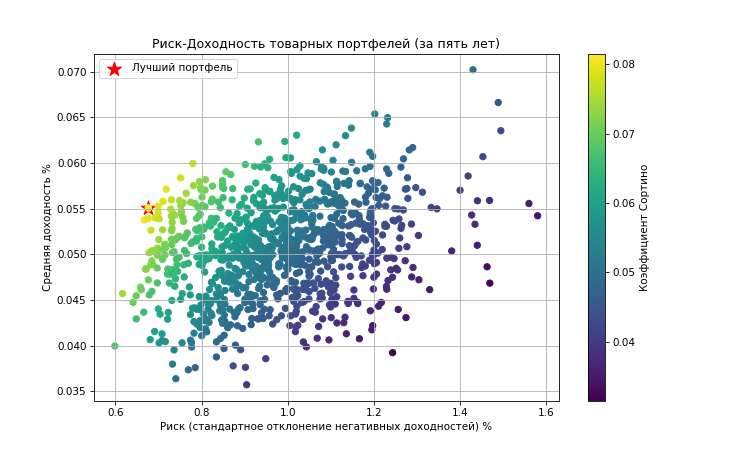 Риск-Доходность товарных портфелей (за пять лет)
Лучший портфель
Средняя доходность %
0.070
0.065
0.060
0.055
0.050
0.045
0.040
0.035
0.6 0.8 1.0 1.2 1.4 1.6
Риск (стандартное отклонение негативных доходностей) %
0.08
0.07
0.06
0.05
0.04
Коэффициент Сортино